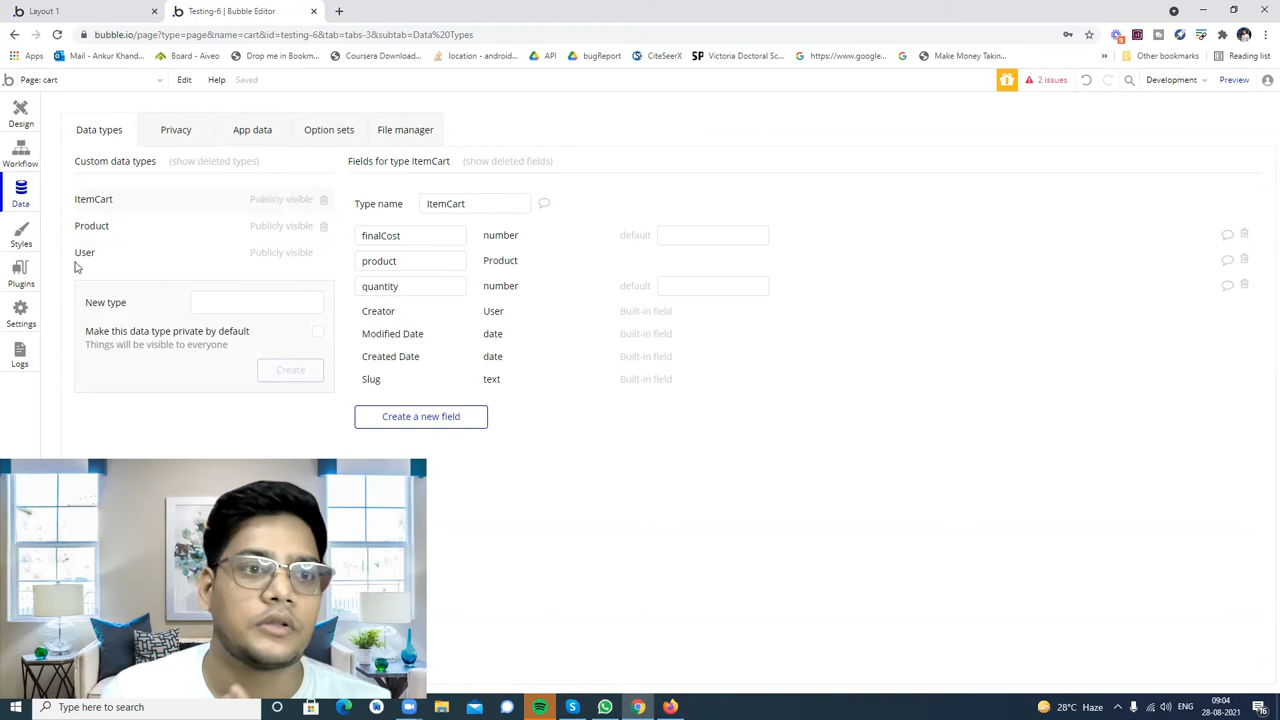 Layout 1
Testing-6 | Bubble Editor
bubble.io/page?type=page&name=cart&id=testing-6&tab=tabs-3&subtab=Data%20Types
Apps
Mail - Ankur Khand...
Board - Aiveo
Drop me in Bookm...
Coursera Download...
location - android...
API
bugReport
CiteSeerX
SP Victoria Doctoral Sc...
https://www.google...
G
Make Money Takin...
»
Other bookmarks
Reading list
Page: cart
Edit
Help
Saved
2 issues
Development
Preview
Design
Workflow
Data
Styles
Plugins
Settings
Logs
Data types
Privacy
App data
Option sets
File manager
Custom data types
(show deleted types)
Fields for type ItemCart
(show deleted fields)
ItemCart
Publicly visible
Product
Publicly visible
User
Publicly visible
New type
Make this data type private by default
Things will be visible to everyone
Create
Type name
ItemCart
finalCost
number
default
product
Product
quantity
number
default
Creator
User
Built-in field
Modified Date
date
Built-in field
Created Date
date
Built-in field
Slug
text
Built-in field
Create a new field
Type here to search
28°C Haze
ENG
09:04
28-08-2021